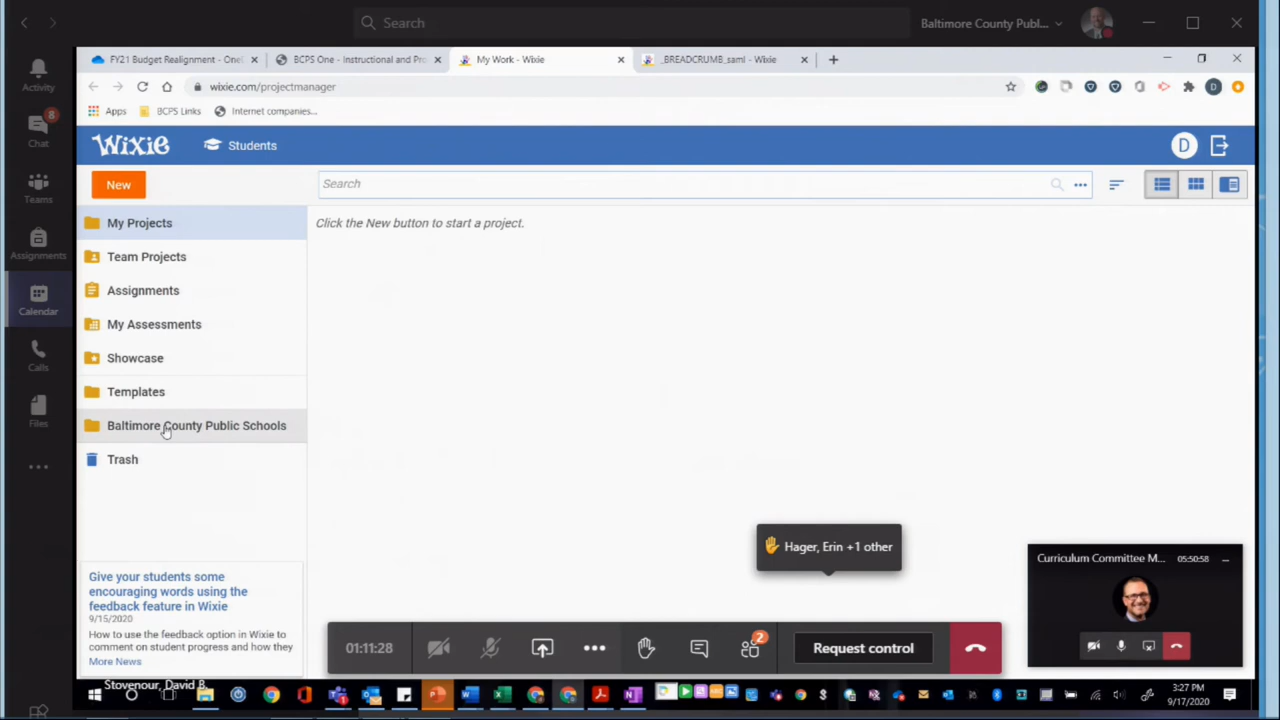 Search
Baltimore County Publ...
Activity
Chat
8
Teams
Assignments
Calendar
Calls
Files
FY21 Budget Realignment - OneD
BCPS One - Instructional and Pro
My Work - Wixie
_BREADCRUMB_saml - Wixie
wixie.com/projectmanager
D
Apps
BCPS Links
Internet companies...
Wixie
Students
D
New
Search
My Projects
Click the New button to start a project.
Team Projects
Assignments
My Assessments
Showcase
Templates
Baltimore County Public Schools
Trash
Hager, Erin +1 other
Curriculum Committee M...
05:50:58
Give your students some
encouraging words using the
feedback feature in Wixie
9/15/2020
How to use the feedback option in Wixie to
comment on student progress and how they
More News
01:11:28
2
Request control
Stovenour, David B.
3:27 PM
9/17/2020